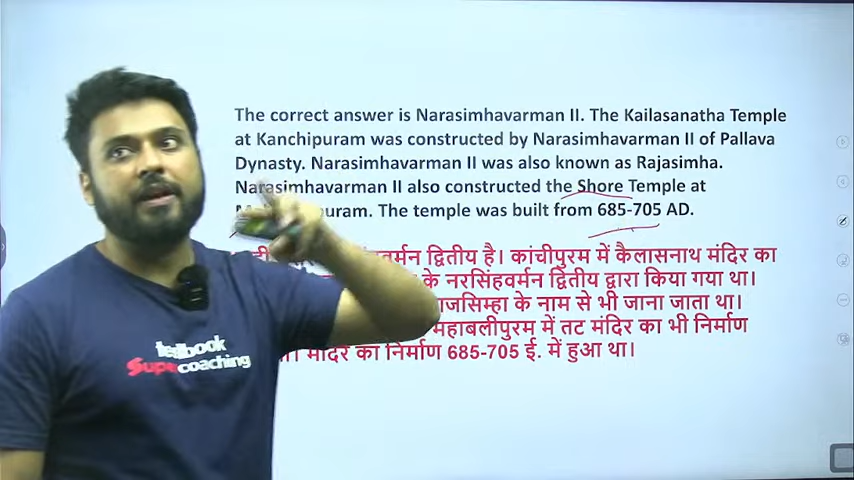 The correct answer is Narasimhavarman II. The Kailasanatha Temple
at Kanchipuram was constructed by Narasimhavarman II of Pallava
Dynasty. Narasimhavarman II was also known as Rajasimha.
Narasimhavarman II also constructed the Shore Temple at
The temple was built from 685-705 AD.
द्वितीय है। कांचीपुरम में कैलासनाथ मंदिर का
के नरसिंहवर्मन द्वितीय द्वारा किया गया था।
के नाम से भी जाना जाता था।
महाबलीपुरम में तट मंदिर का भी निर्माण
मंदिर का निर्माण 685-705 ई. में हुआ था।
testbook
Supercoaching